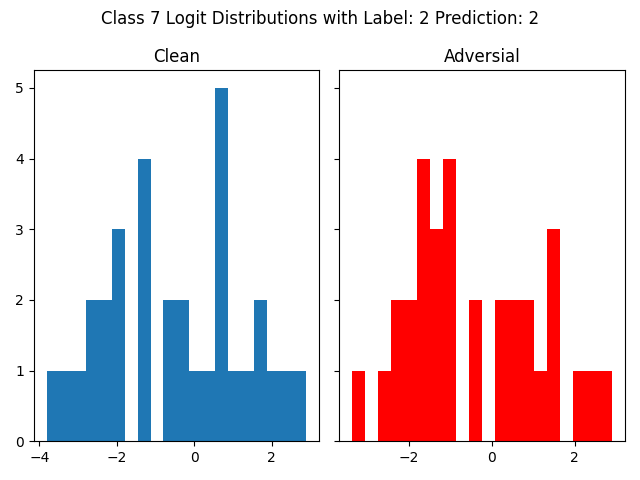 Class 7 Logit Distributions with Label: 2 Prediction: 2
Clean
Adversial
5
4
3
2
1
0
−4 −2 0 2
−2 0 2